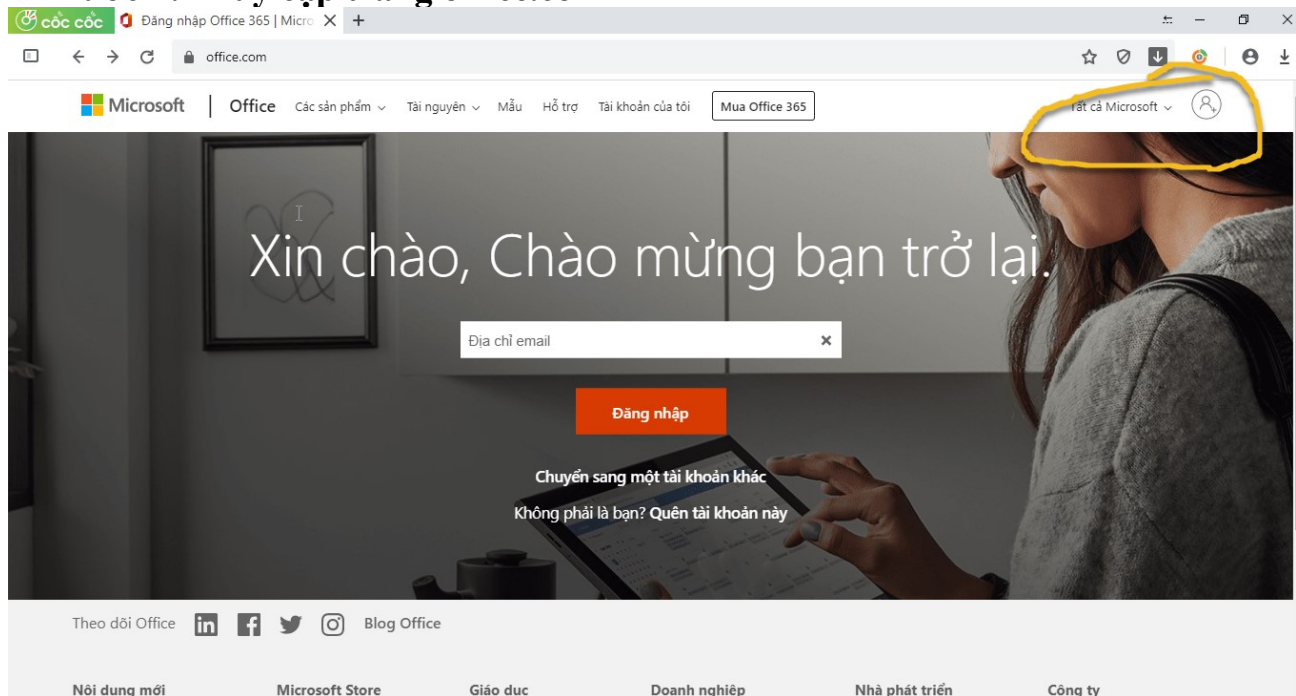 cốc cốc Đăng nhập Office 365 | Micro
office.com
Microsoft | Office Các sản phẩm Tài nguyên Mẫu Hỗ trợ Tài khoản của tôi Mua Office 365 Tất cả Microsoft
Xin chào, Chào mừng bạn trở lại.
Địa chỉ email
Đăng nhập
Chuyển sang một tài khoản khác
Không phải là bạn? Quên tài khoản này
Theo dõi Office in f Blog Office
Nội dung mới Microsoft Store Giáo dục Doanh nghiệp Nhà phát triển Công ty